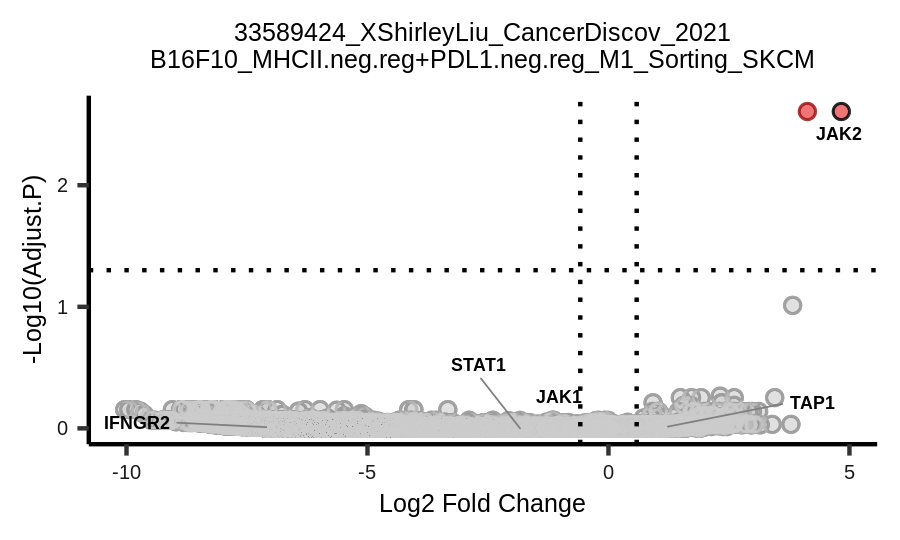 33589424_XShirleyLiu_CancerDiscov_2021
B16F10_MHCII.neg.reg+PDL1.neg.reg_M1_Sorting_SKCM
JAK2
2
-Log10(Adjust.P)
1
STAT1
JAK1
TAP1
IFNGR2
0
-10
-5
0
5
Log2 Fold Change